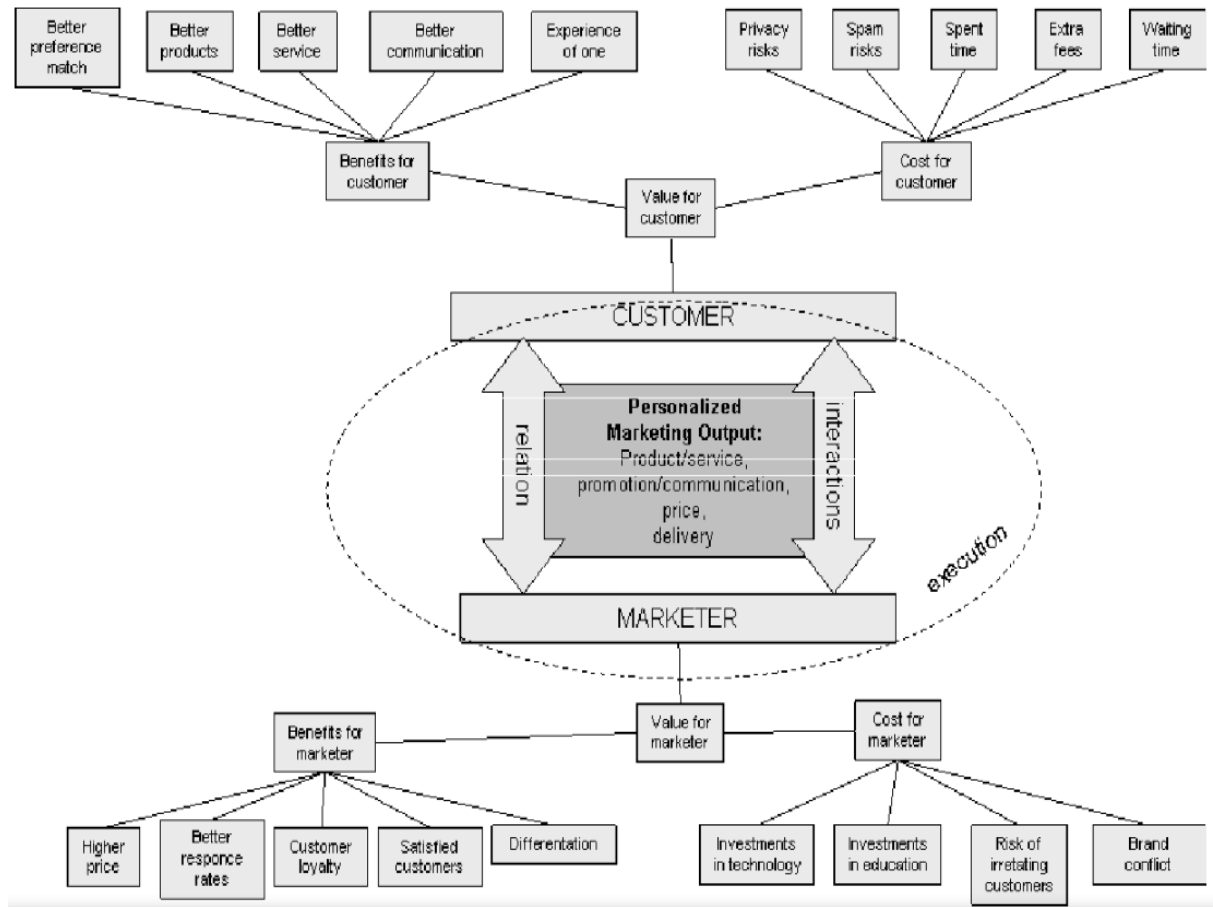 Better
preference
match
Better
products
Better
service
Better
communication
Experience
of one
Privacy
risks
Spam
risks
Spent
time
Extra
fees
Waiting
time
Benefits for
customer
Cost for
customer
Value for
customer
CUSTOMER
relation
Personalized
Marketing Output:
Product/service,
promotion/communication,
price,
delivery
interactions
execution
MARKETER
Benefits for
marketer
Value for
marketer
Cost for
marketer
Higher
price
Better
responce
rates
Customer
loyalty
Satisfied
customers
Differentation
Investments
in technology
Investments
in education
Risk of
irretating
customers
Brand
conflict